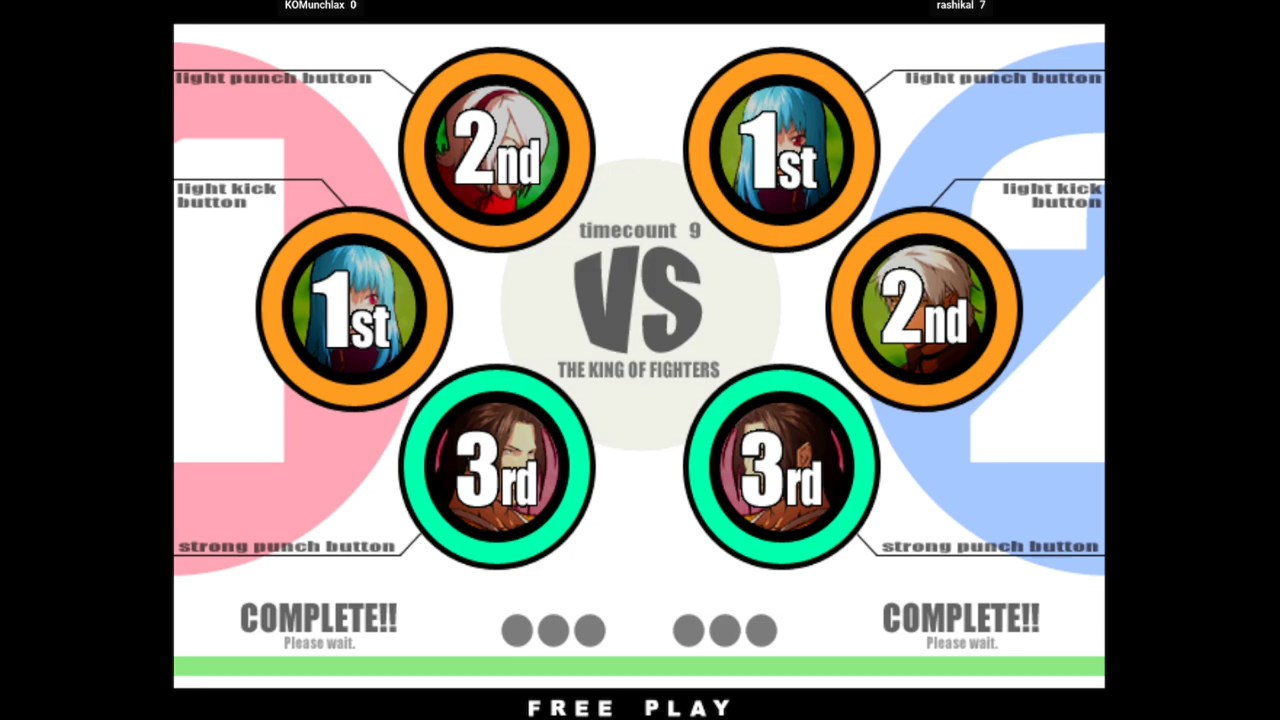 KOMunchlax 0
rashikal 7
light punch button
light punch button
2nd
1st
light kick
button
light kick
button
timecount 9
VS
1st
2nd
THE KING OF FIGHTERS
3rd
3rd
strong punch button
strong punch button
COMPLETE!!
COMPLETE!!
Please wait.
Please wait.
1
2
FREE PLAY